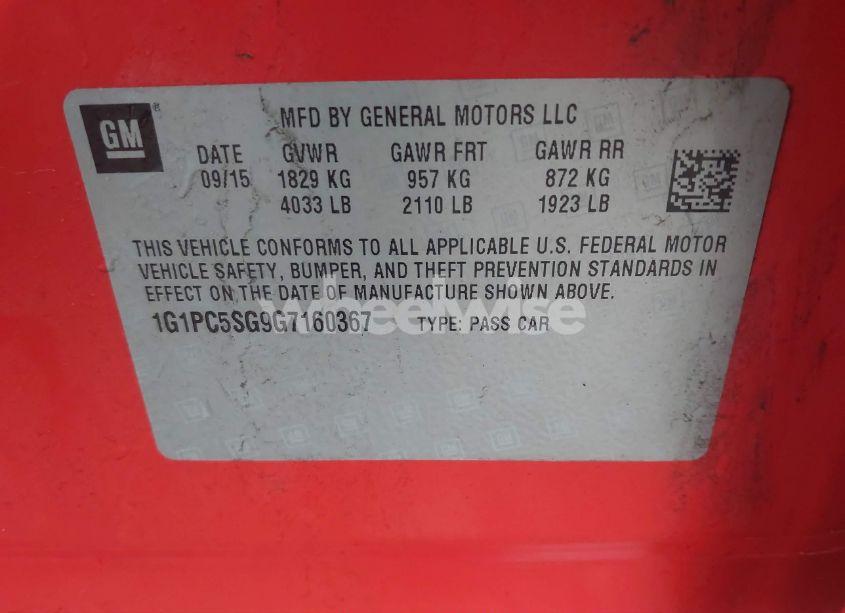 GM ®
MFD BY GENERAL MOTORS LLC
DATE GVWR GAWR FRT GAWR RR
09/15 1829 KG 957 KG 872 KG
4033 LB 2110 LB 1923 LB
THIS VEHICLE CONFORMS TO ALL APPLICABLE U.S. FEDERAL MOTOR
VEHICLE SAFETY, BUMPER, AND THEFT PREVENTION STANDARDS IN
EFFECT ON THE DATE OF MANUFACTURE SHOWN ABOVE.
wheelwise
1G1PC5SG9G7160367 TYPE: PASS CAR